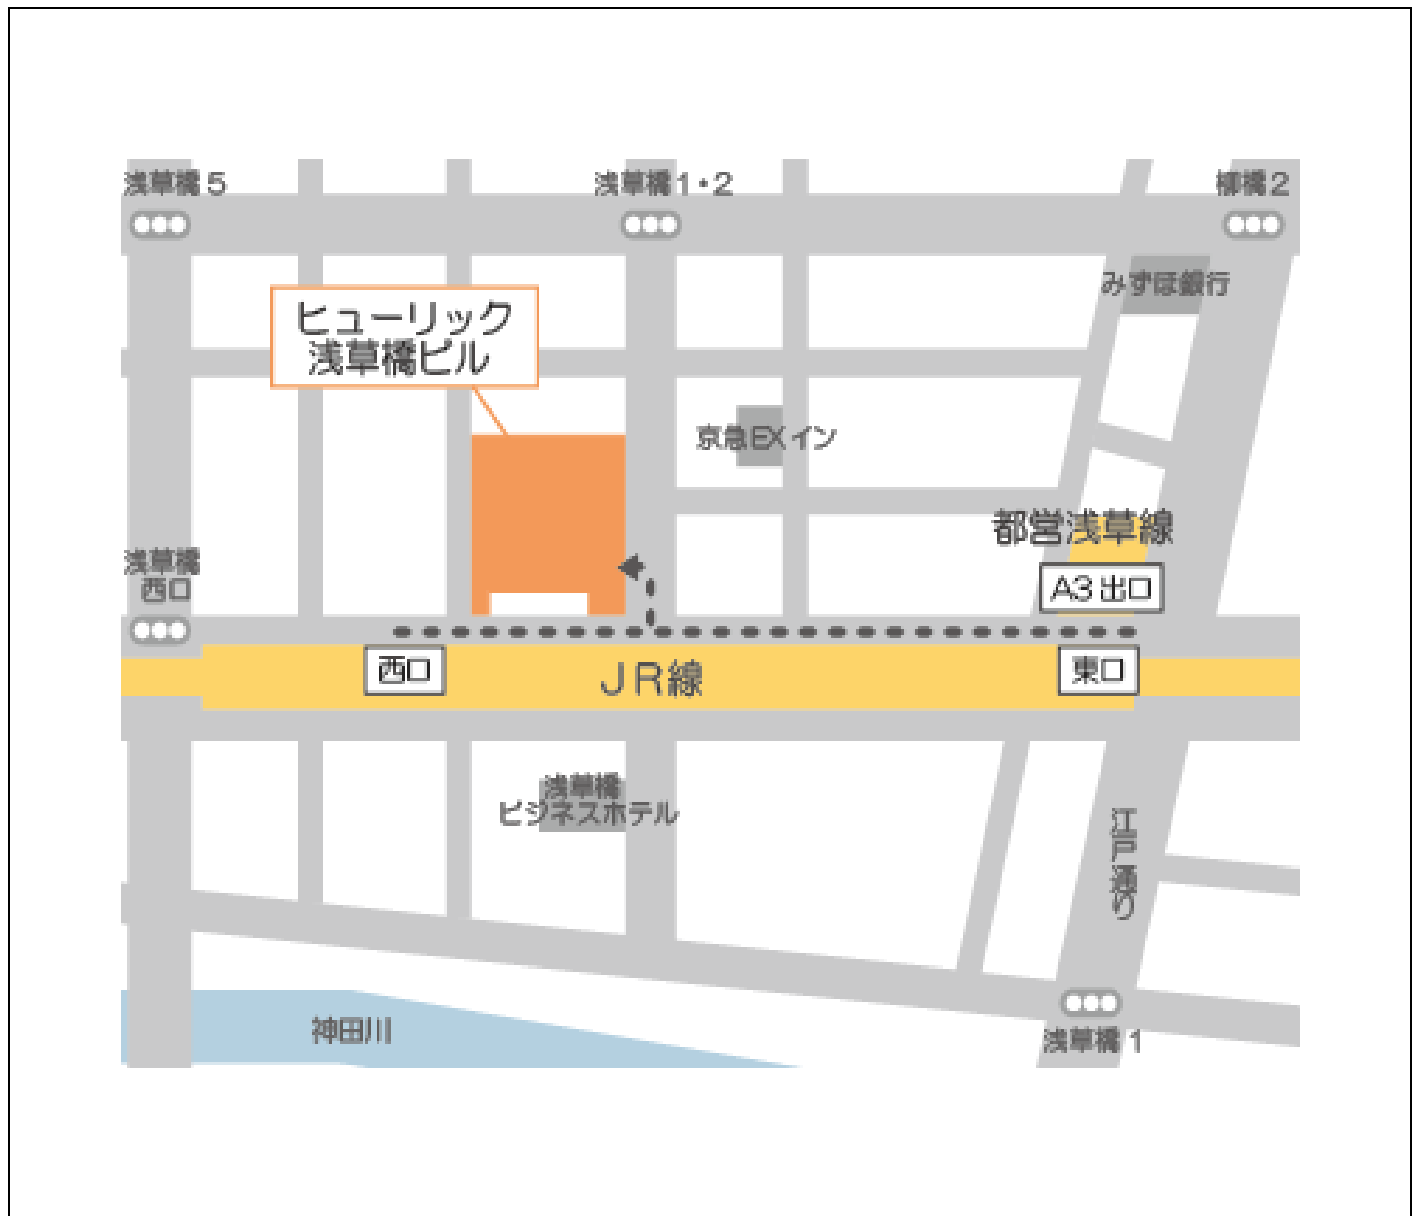 浅草橋5
浅草橋1・2
柳橋2
みずほ銀行
ヒューリック
浅草橋ビル
京急EXイン
都営浅草線
浅草橋
西口
A3出口
西口
JR線
東口
浅草橋
ビジネスホテル
江戸通り
神田川
浅草橋1